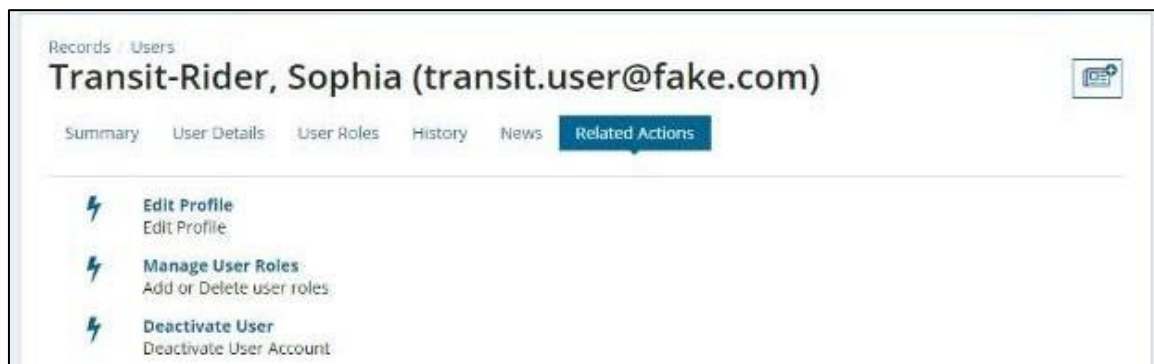 Records / Users
Transit-Rider, Sophia (transit.user@fake.com)
Summary User Details User Roles History News Related Actions
Edit Profile
Edit Profile
Manage User Roles
Add or Delete user roles
Deactivate User
Deactivate User Account